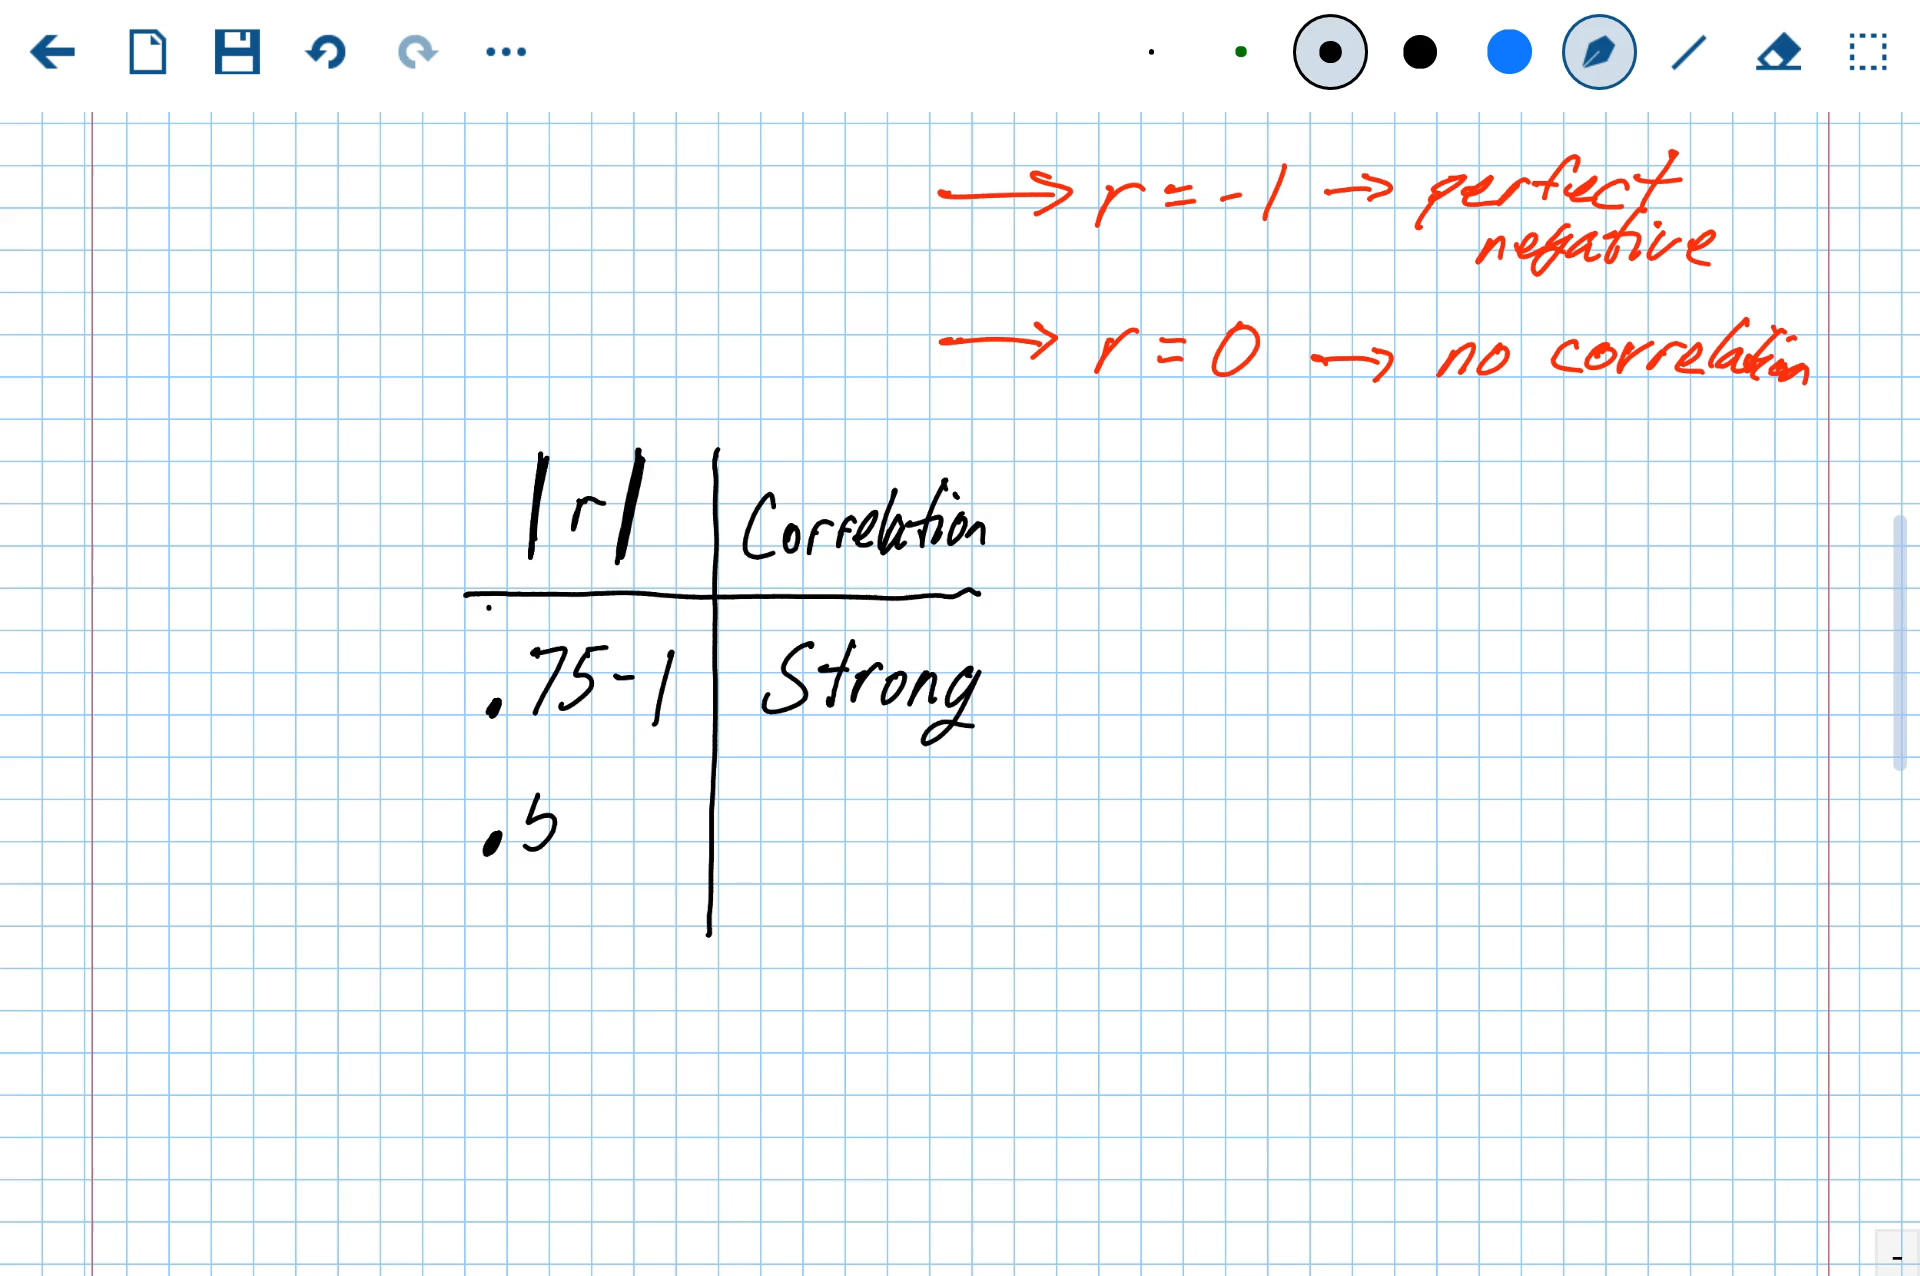 → r = -1 → perfect
negative
→ r = 0 → no correlation
|r| Correlation
.75-1 Strong
.5